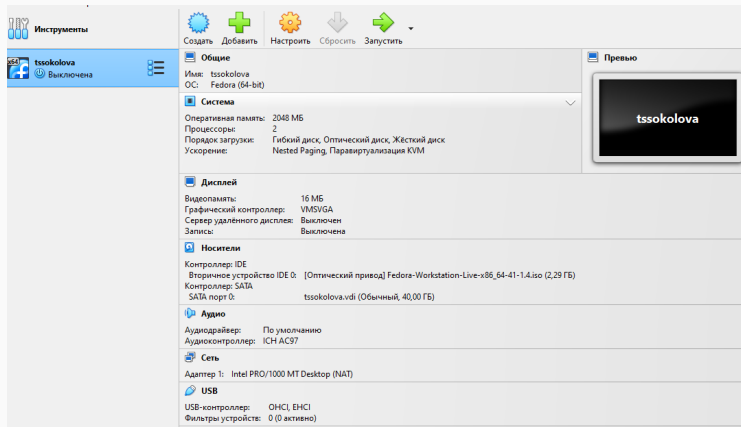 Инструменты
Создать Добавить Настроить Сбросить Запустить
x64 tssokolova
Выключена
Общие
Имя: tssokolova
ОС: Fedora (64-bit)
Превью
tssokolova
Система
Оперативная память: 2048 МБ
Процессоры: 2
Порядок загрузки: Гибкий диск, Оптический диск, Жёсткий диск
Ускорение: Nested Paging, Паравиртуализация KVM
Дисплей
Видеопамять: 16 МБ
Графический контроллер: VMSVGA
Сервер удалённого дисплея: Выключен
Запись: Выключена
Носители
Контроллер: IDE
Вторичное устройство IDE 0: [Оптический привод] Fedora-Workstation-Live-x86_64-41-1.4.iso (2,29 ГБ)
Контроллер: SATA
SATA порт 0: tssokolova.vdi (Обычный, 40,00 ГБ)
Аудио
Аудиодрайвер: По умолчанию
Аудиоконтроллер: ICH AC97
Сеть
Адаптер 1: Intel PRO/1000 MT Desktop (NAT)
USB
USB-контроллер: OHCI, EHCI
Фильтры устройств: 0 (0 активно)